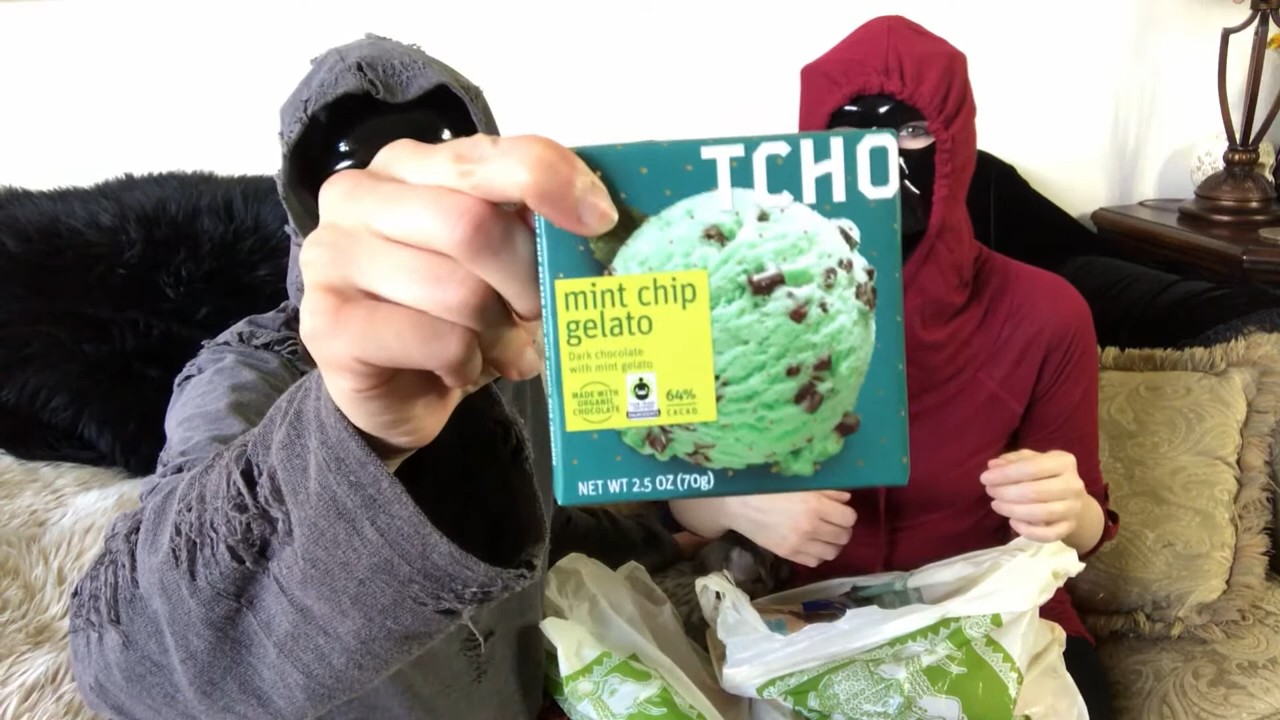 TCHO
mint chip
gelato
Dark chocolate
with mint gelato
MADE WITH
ORGANIC
CHOCOLATE
64%
CACAO
NET WT 2.5 OZ (70g)